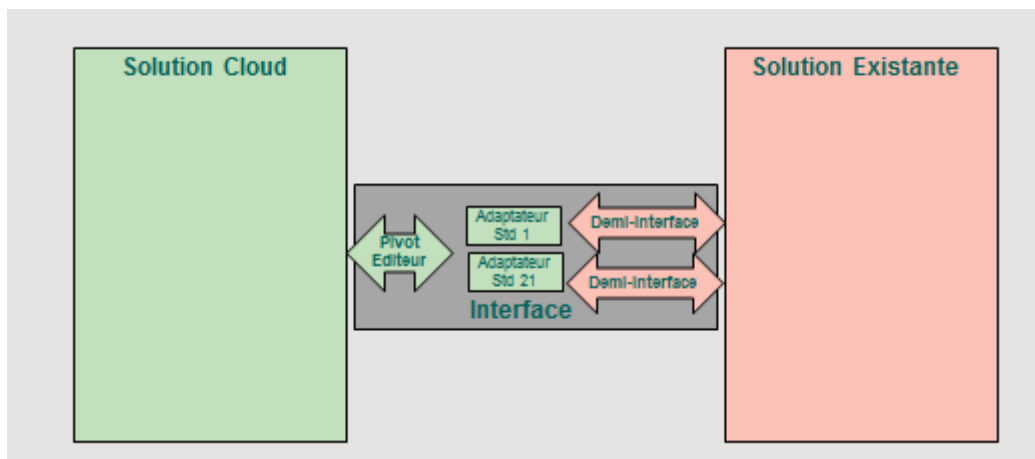 Solution Cloud
Solution Existante
Adaptateur
Std 1
Demi-Interface
Pivot
Editeur
Adaptateur
Std 21
Demi-Interface
Interface